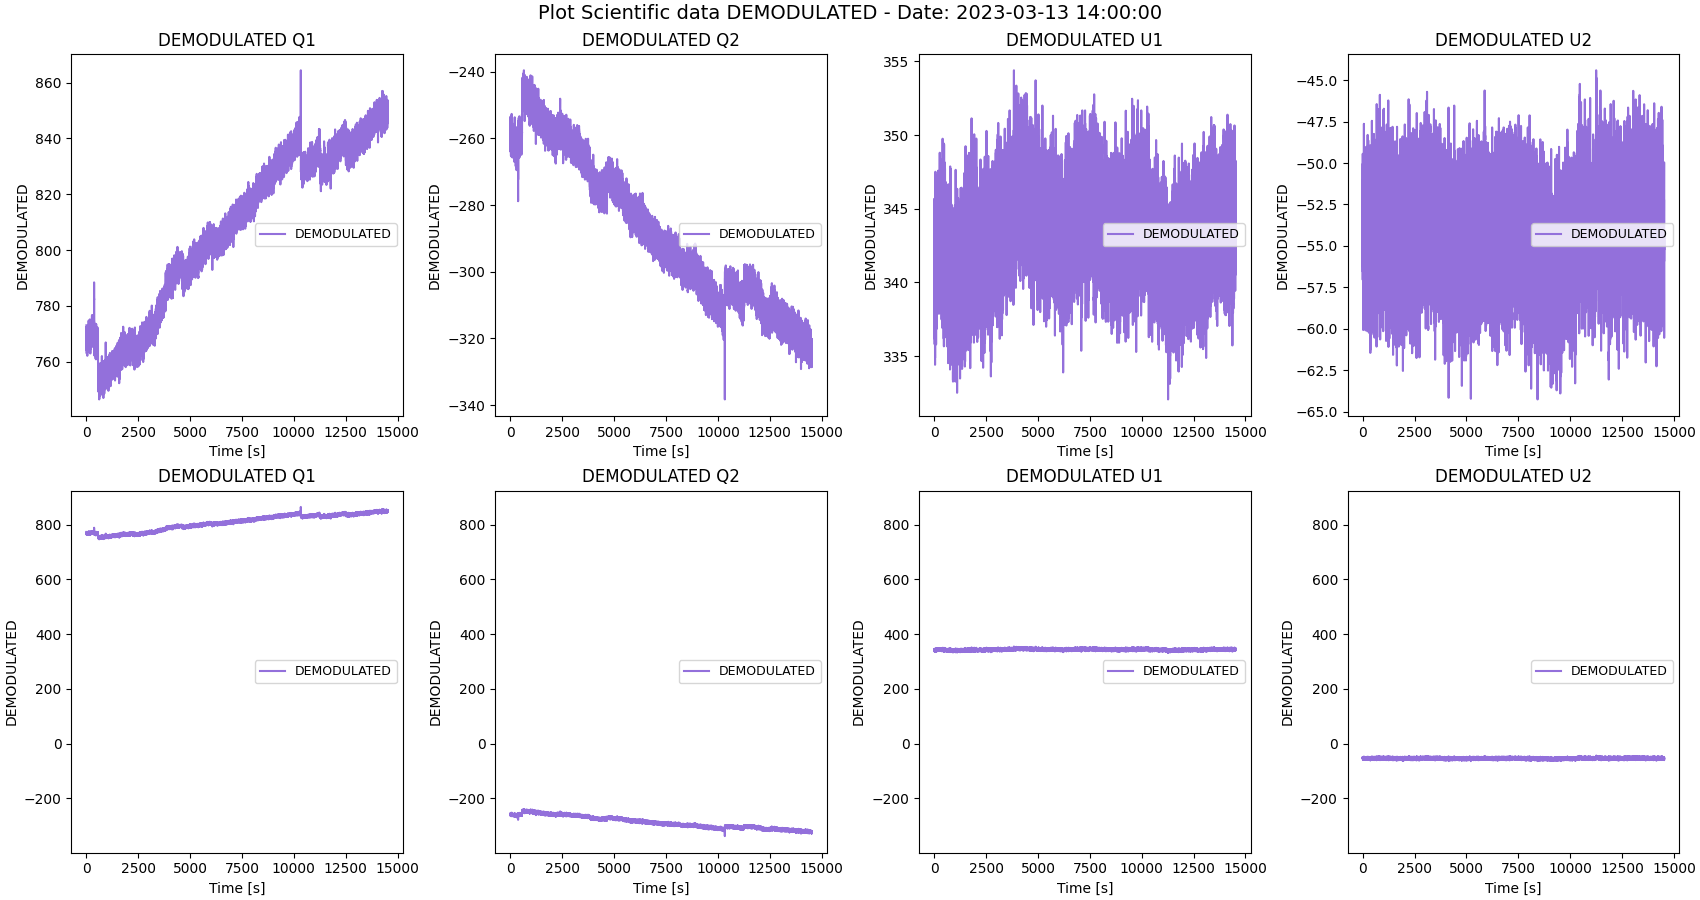 Plot Scientific data DEMODULATED - Date: 2023-03-13 14:00:00
DEMODULATED Q1
DEMODULATED
860
840
820
800
780
760
DEMODULATED
0 2500 5000 7500 10000 12500 15000
Time [s]
DEMODULATED Q2
DEMODULATED
−240
−260
−280
−300
−320
−340
DEMODULATED
0 2500 5000 7500 10000 12500 15000
Time [s]
DEMODULATED U1
DEMODULATED
355
350
345
340
335
DEMODULATED
0 2500 5000 7500 10000 12500 15000
Time [s]
DEMODULATED U2
DEMODULATED
−45.0
−47.5
−50.0
−52.5
−55.0
−57.5
−60.0
−62.5
−65.0
DEMODULATED
0 2500 5000 7500 10000 12500 15000
Time [s]
DEMODULATED Q1
DEMODULATED
800
600
400
200
0
−200
DEMODULATED
0 2500 5000 7500 10000 12500 15000
Time [s]
DEMODULATED Q2
DEMODULATED
800
600
400
200
0
−200
DEMODULATED
0 2500 5000 7500 10000 12500 15000
Time [s]
DEMODULATED U1
DEMODULATED
800
600
400
200
0
−200
DEMODULATED
0 2500 5000 7500 10000 12500 15000
Time [s]
DEMODULATED U2
DEMODULATED
800
600
400
200
0
−200
DEMODULATED
0 2500 5000 7500 10000 12500 15000
Time [s]